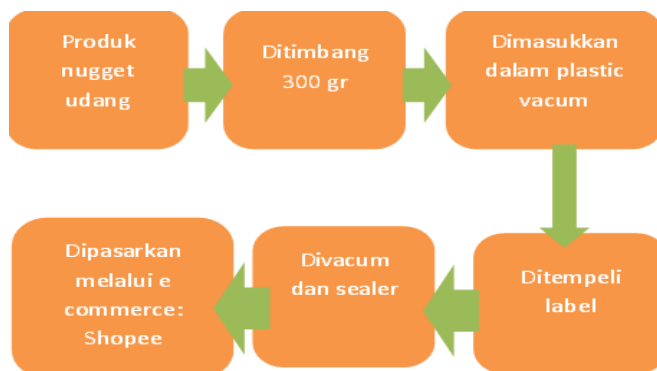 Produk
nugget
udang
Ditimbang
300 gr
Dimasukkan
dalam plastic
vacum
Ditempeli
label
Divacum
dan sealer
Dipasarkan
melalui e
commerce:
Shopee